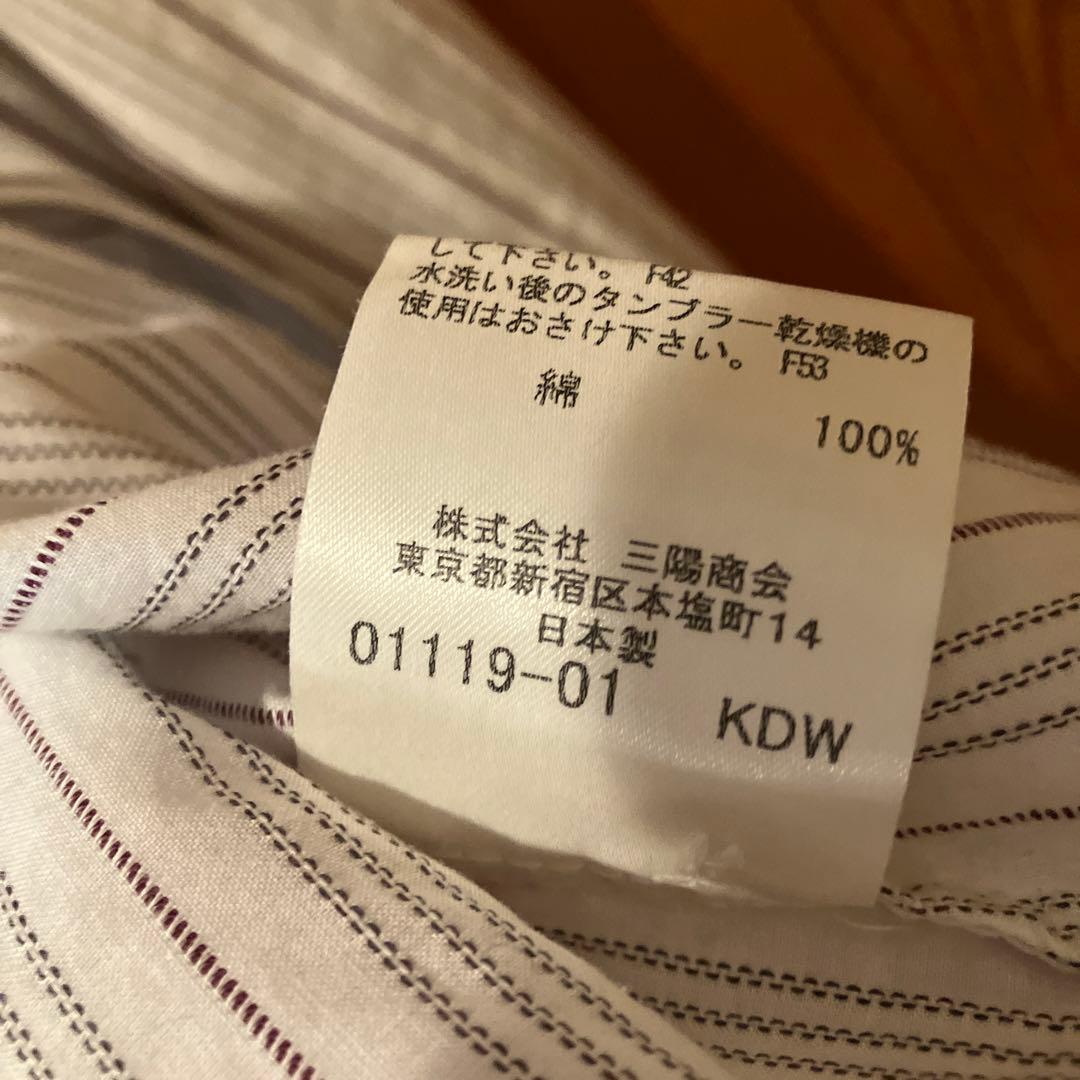 して下さい。 F42
水洗い後のタンブラー乾燥機の
使用はおさけ下さい。 F53
綿
100%
株式会社 三陽商会
東京都新宿区本塩町14
日本製
01119-01 KDW